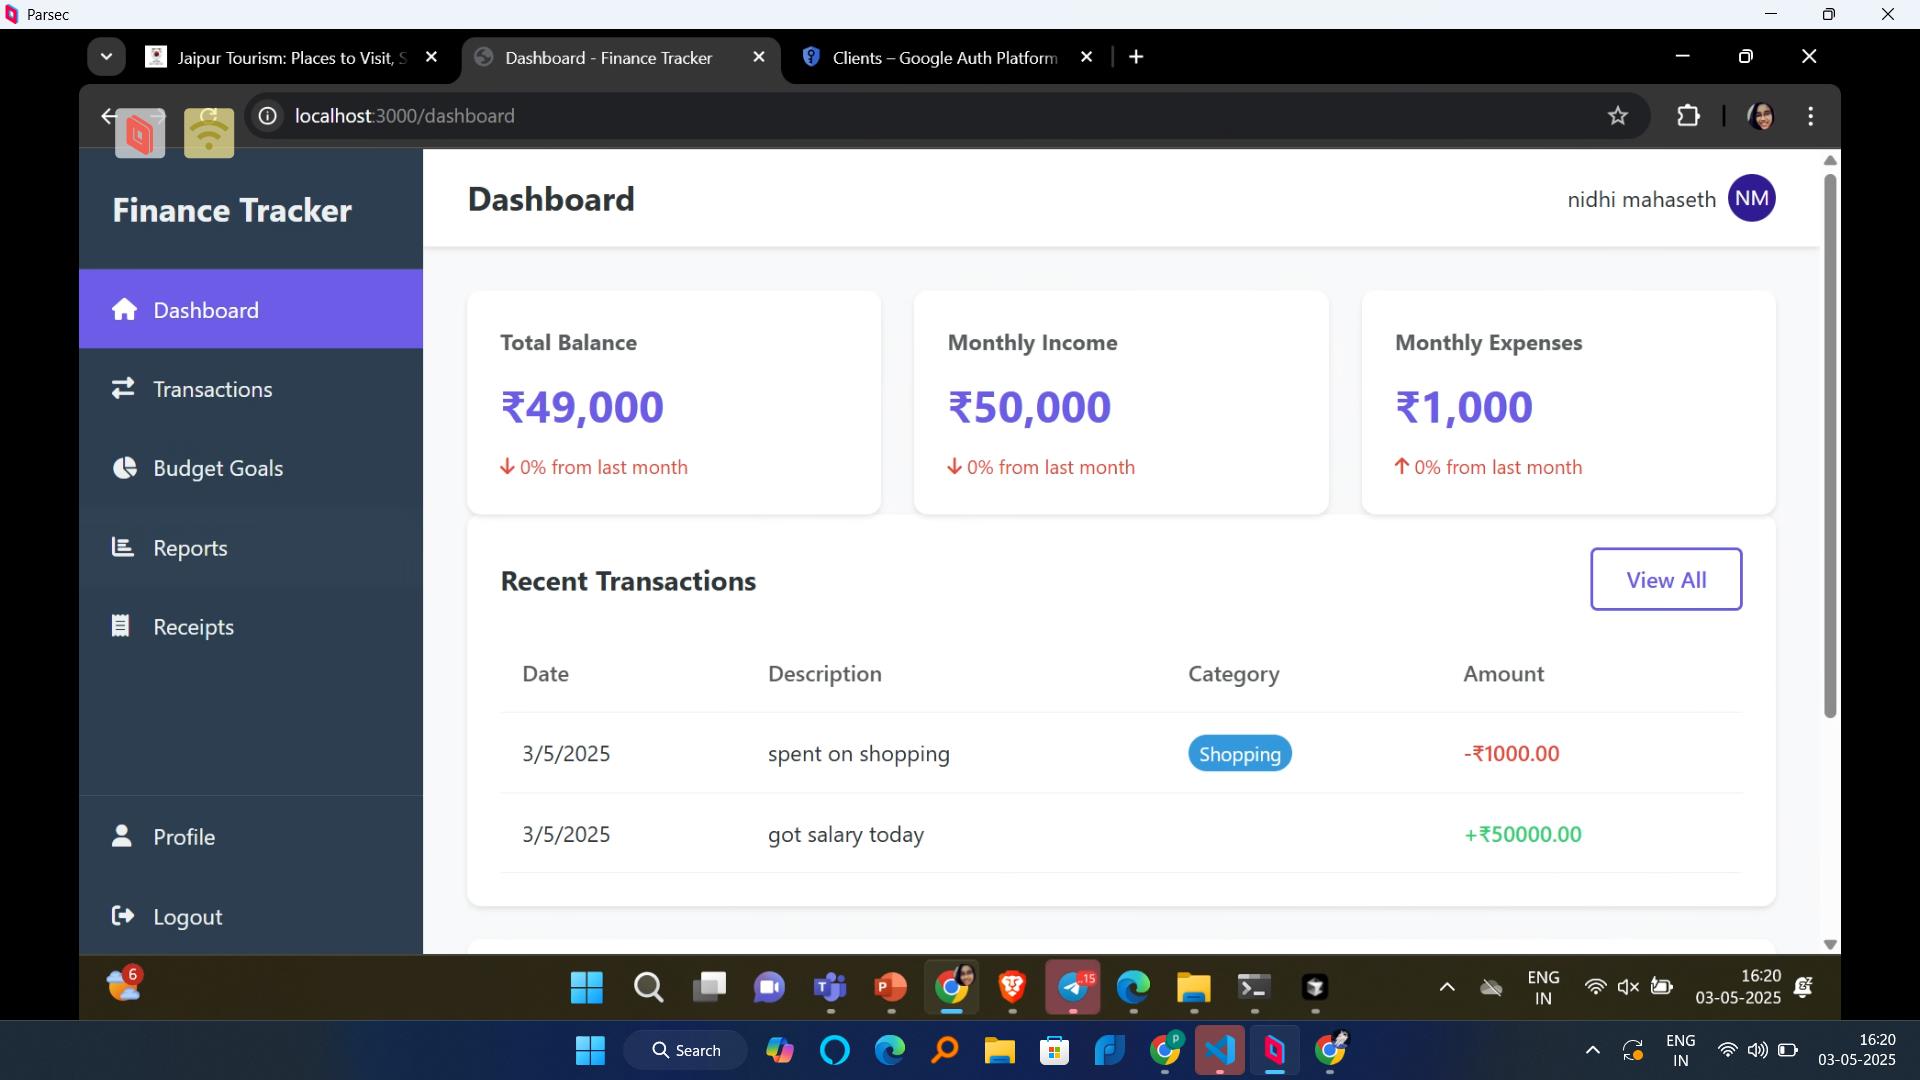 Parsec
Jaipur Tourism: Places to Visit, S
Dashboard - Finance Tracker
Clients – Google Auth Platform
localhost:3000/dashboard
Finance Tracker
Dashboard
nidhi mahaseth NM
Dashboard
Transactions
Budget Goals
Reports
Receipts
Profile
Logout
Total Balance
₹49,000
0% from last month
Monthly Income
₹50,000
0% from last month
Monthly Expenses
₹1,000
0% from last month
Recent Transactions
View All
Date Description Category Amount
3/5/2025 spent on shopping Shopping -₹1000.00
3/5/2025 got salary today +₹50000.00
6
15
ENG
IN
16:20
03-05-2025
Search
ENG
IN
16:20
03-05-2025